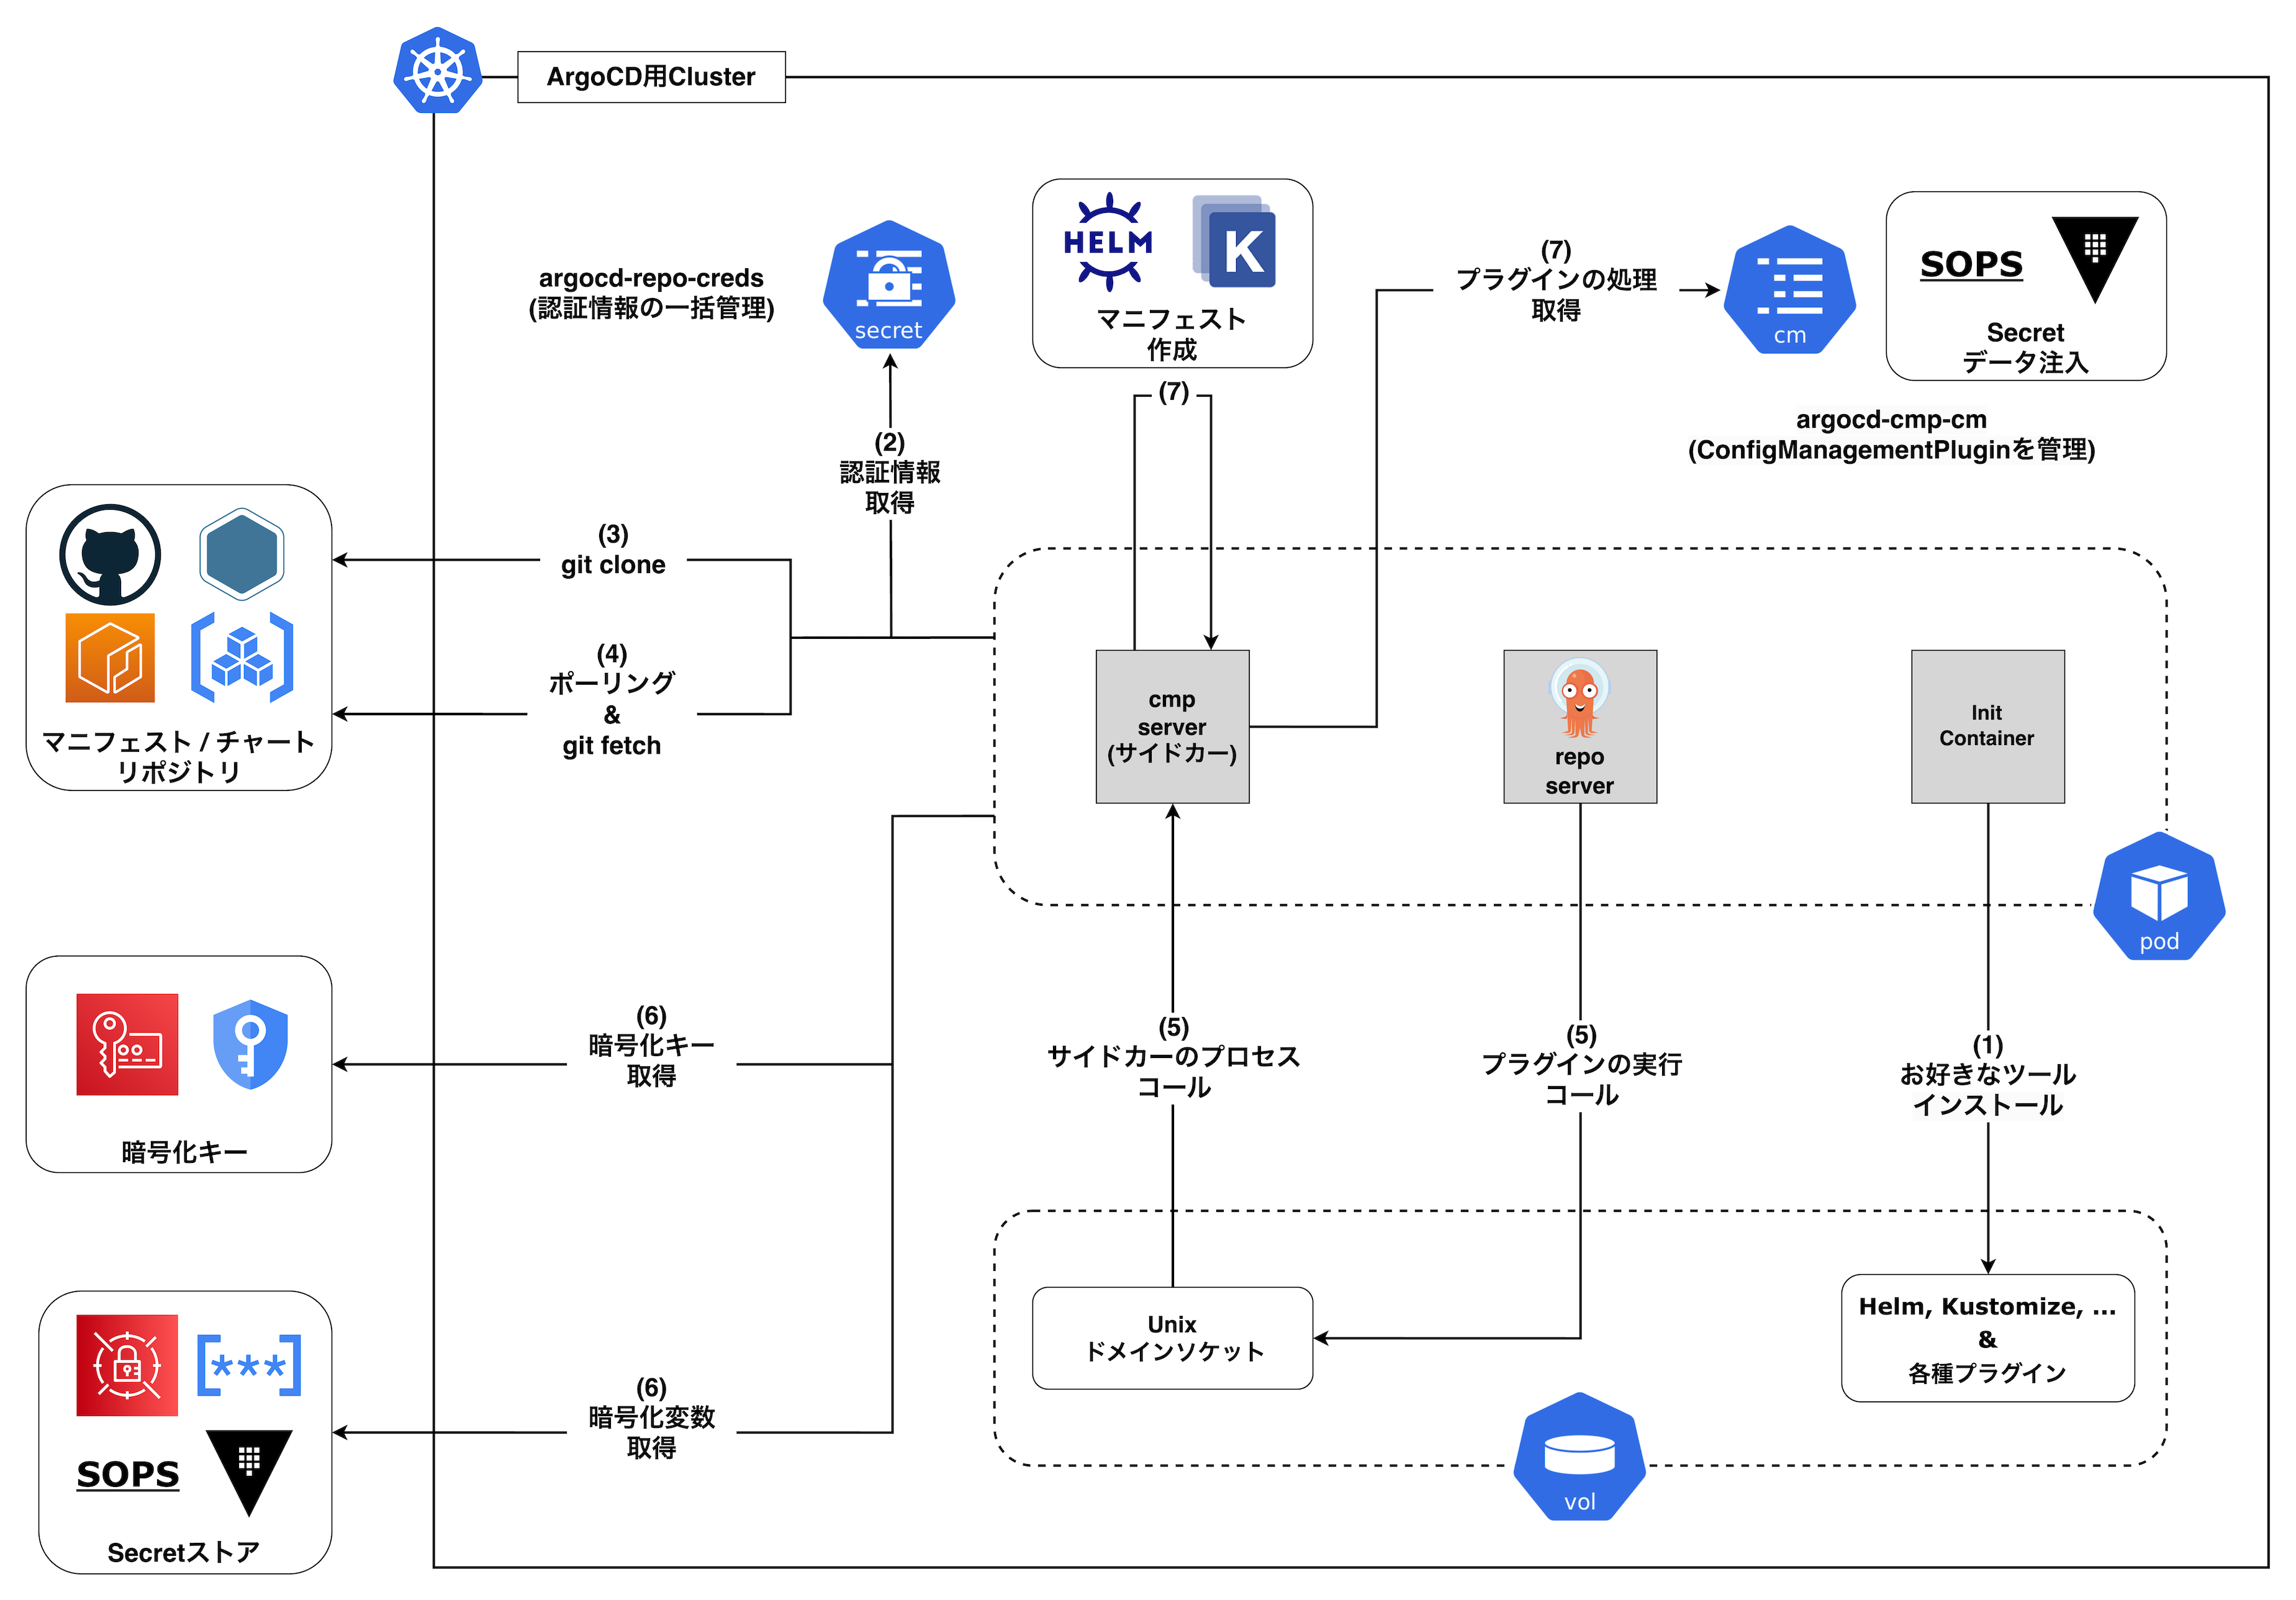 ArgoCD用Cluster
argocd-repo-creds
(認証情報の一括管理)
secret
HELM
K
マニフェスト
作成
(7)
(7)
プラグインの処理
取得
cm
SOPS
Secret
データ注入
argocd-cmp-cm
(ConfigManagementPluginを管理)
(2)
認証情報
取得
(3)
git clone
(4)
ポーリング
&
git fetch
マニフェスト / チャート
リポジトリ
cmp
server
(サイドカー)
repo
server
Init
Container
pod
(6)
暗号化キー
取得
暗号化キー
(5)
サイドカーのプロセス
コール
(5)
プラグインの実行
コール
(1)
お好きなツール
インストール
Unix
ドメインソケット
Helm, Kustomize, ...
&
各種プラグイン
vol
(6)
暗号化変数
取得
[***]
SOPS
Secretストア